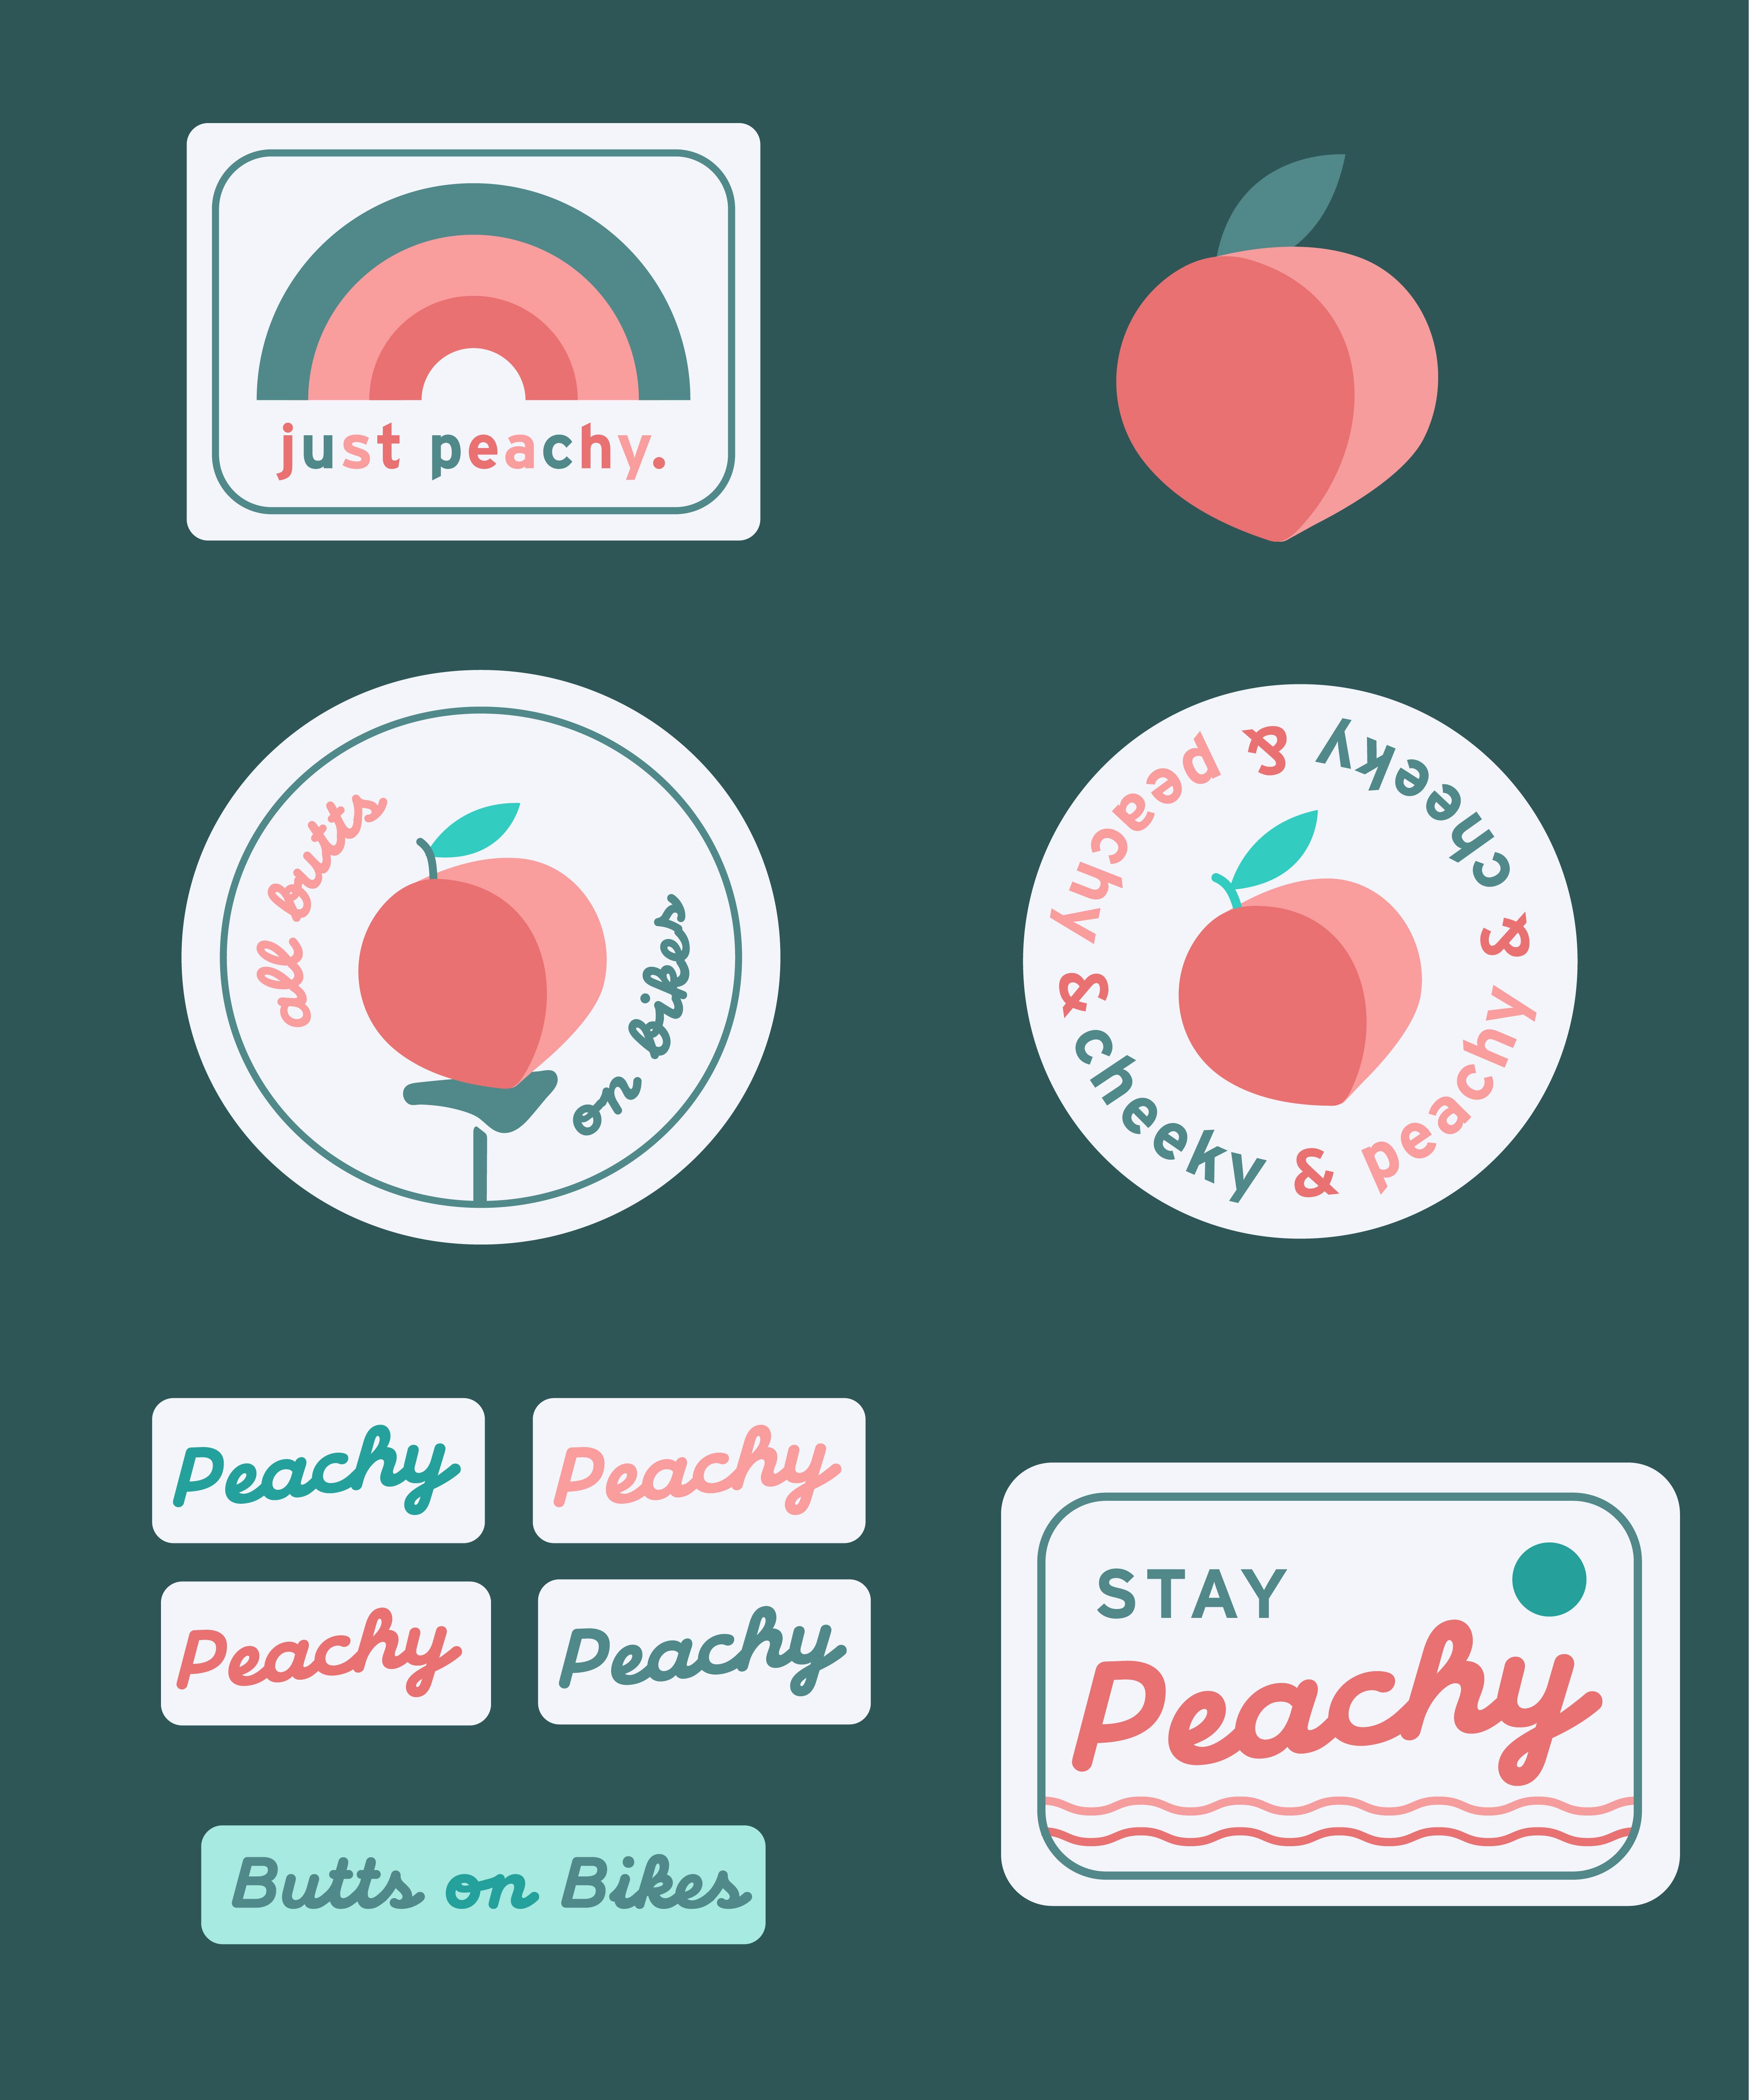 just peachy.
all Butts
on Bikes
cheeky & peachy & cheeky & peachy &
Peachy
Peachy
Peachy
Peachy
STAY
Peachy
Butts on Bikes